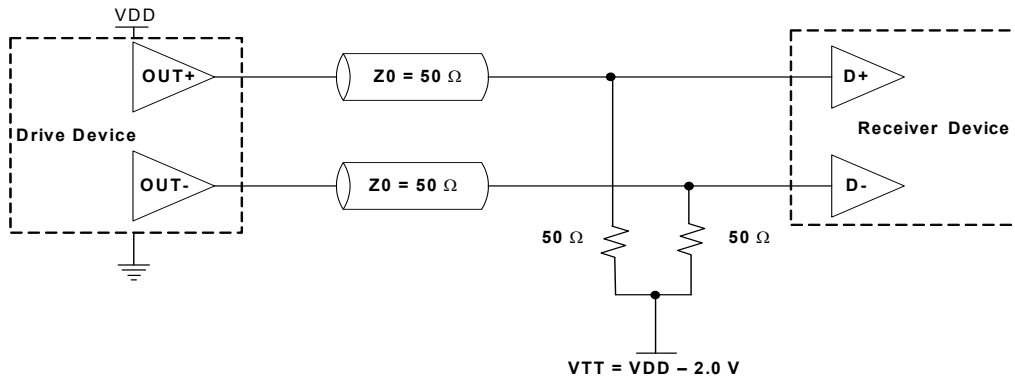 VDD
OUT+
Z0 = 50 Ω
D+
Drive Device
Receiver Device
OUT-
Z0 = 50 Ω
D-
50 Ω
50 Ω
VTT = VDD – 2.0 V